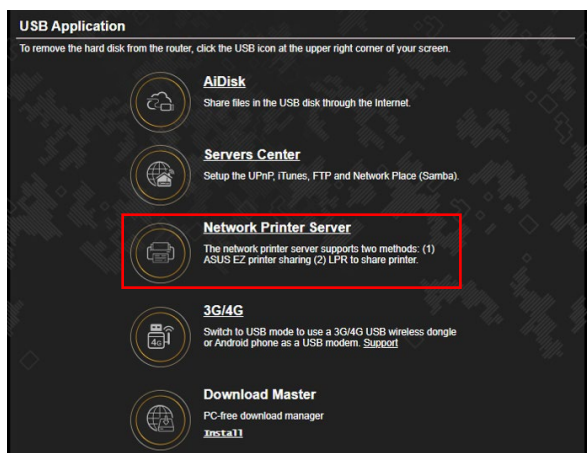 USB Application
To remove the hard disk from the router, click the USB icon at the upper right corner of your screen.
AiDisk
Share files in the USB disk through the Internet.
Servers Center
Setup the UPnP, iTunes, FTP and Network Place (Samba).
Network Printer Server
The network printer server supports two methods: (1)
ASUS EZ printer sharing (2) LPR to share printer.
3G/4G
4G
Switch to USB mode to use a 3G/4G USB wireless dongle
or Android phone as a USB modem. Support
Download Master
PC-free download manager
Install